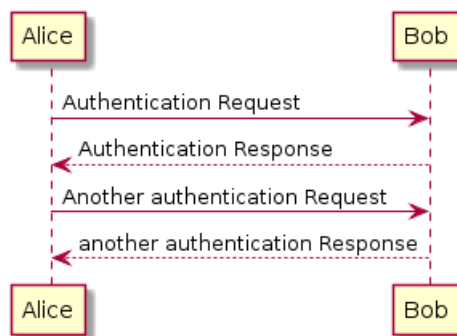 Alice Bob
Authentication Request
Authentication Response
Another authentication Request
another authentication Response
Alice Bob